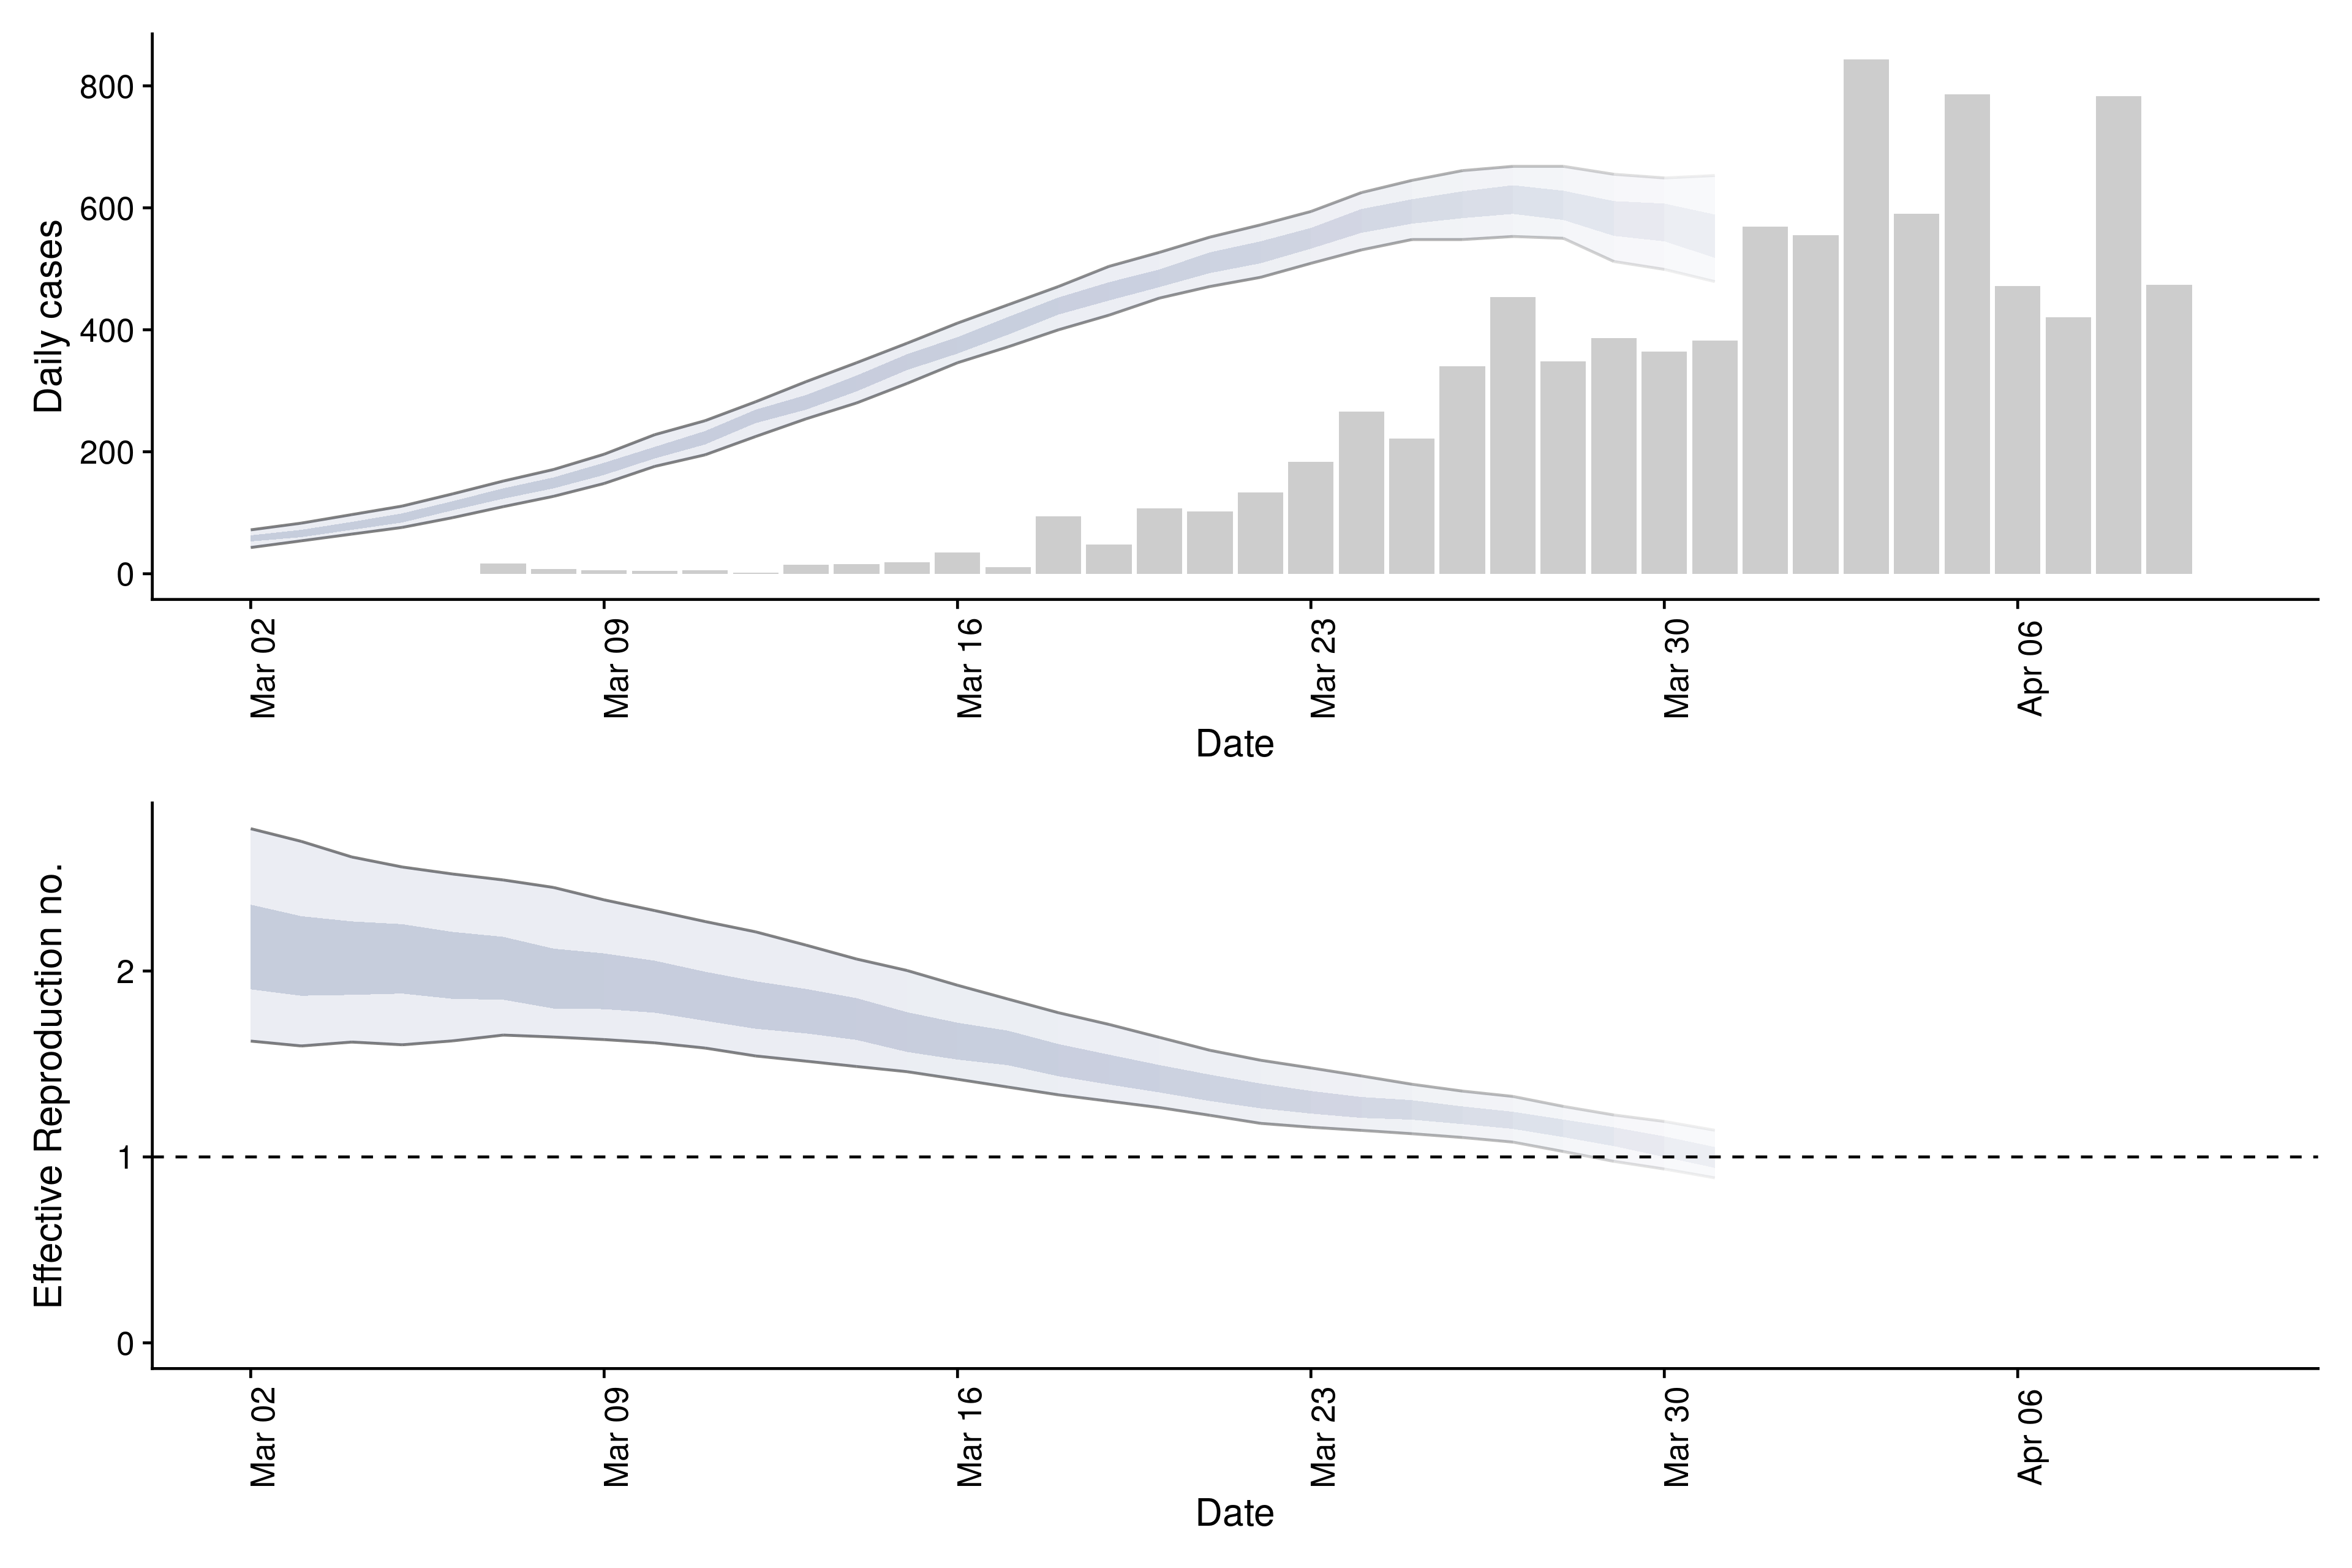 Daily cases
800
600
400
200
0
Mar 02
Mar 09
Mar 16
Mar 23
Mar 30
Apr 06
Date
Effective Reproduction no.
2
1
0
Mar 02
Mar 09
Mar 16
Mar 23
Mar 30
Apr 06
Date